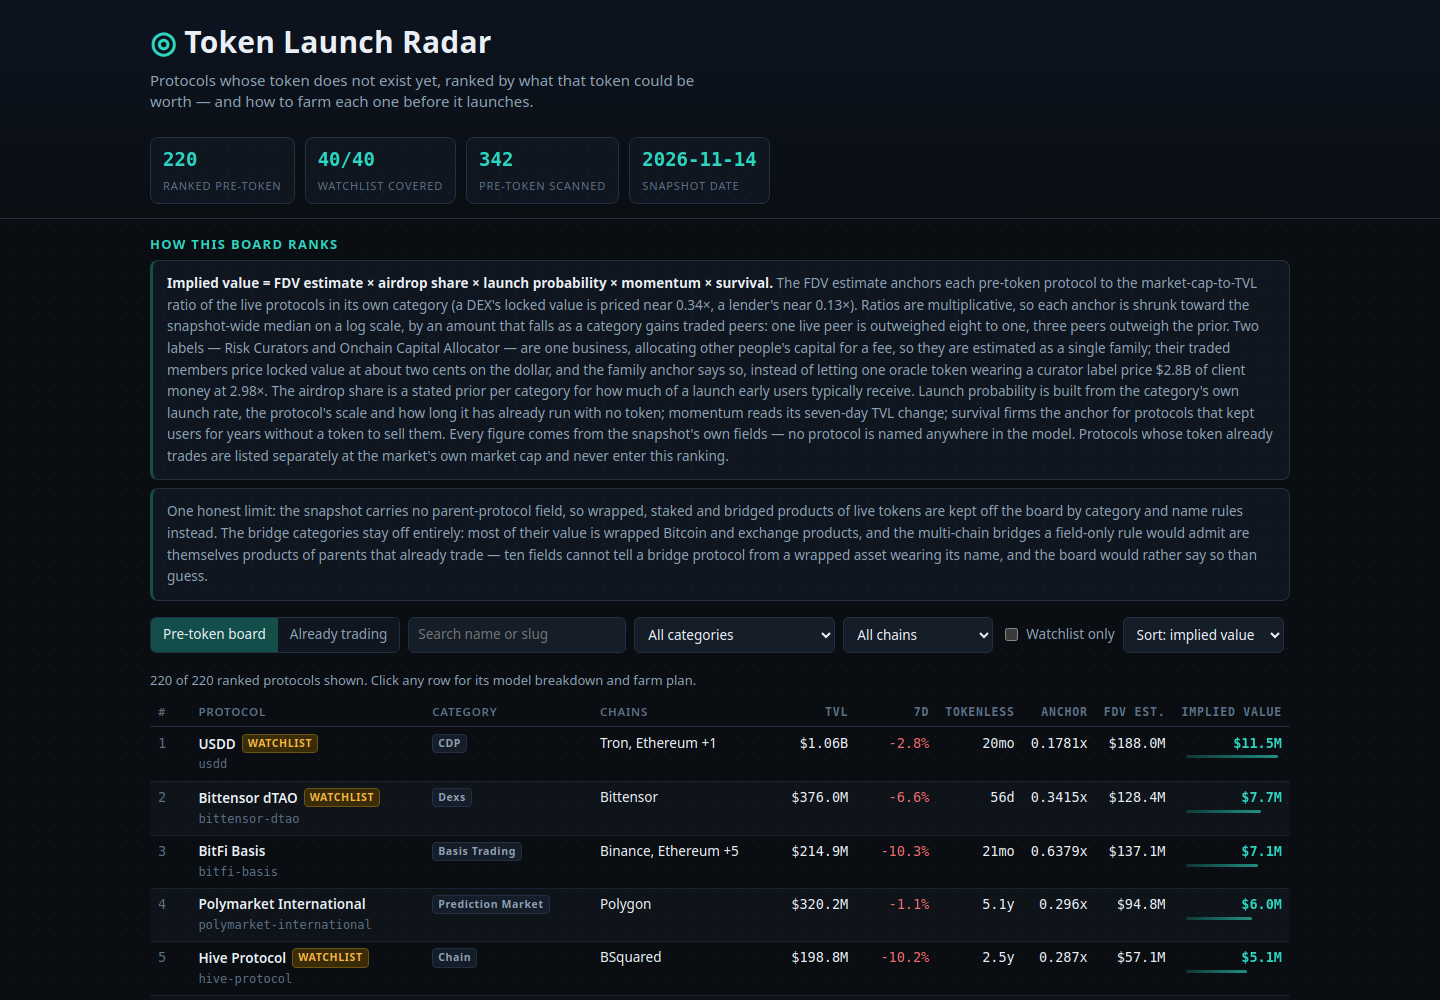 ◎ Token Launch Radar
Protocols whose token does not exist yet, ranked by what that token could be
worth — and how to farm each one before it launches.
220 40/40 342 2026-11-14
RANKED PRE-TOKEN WATCHLIST COVERED PRE-TOKEN SCANNED SNAPSHOT DATE
HOW THIS BOARD RANKS
Implied value = FDV estimate × airdrop share × launch probability × momentum × survival. The FDV estimate anchors each pre-token protocol to the market-cap-to-TVL
ratio of the live protocols in its own category (a DEX's locked value is priced near 0.34×, a lender's near 0.13×). Ratios are multiplicative, so each anchor is shrunk toward the
snapshot-wide median on a log scale, by an amount that falls as a category gains traded peers: one live peer is outweighed eight to one, three peers outweigh the prior. Two
labels — Risk Curators and Onchain Capital Allocator — are one business, allocating other people's capital for a fee, so they are estimated as a single family; their traded
members price locked value at about two cents on the dollar, and the family anchor says so, instead of letting one oracle token wearing a curator label price $2.8B of client
money at 2.98×. The airdrop share is a stated prior per category for how much of a launch early users typically receive. Launch probability is built from the category's own
launch rate, the protocol's scale and how long it has already run with no token; momentum reads its seven-day TVL change; survival firms the anchor for protocols that kept
users for years without a token to sell them. Every figure comes from the snapshot's own fields — no protocol is named anywhere in the model. Protocols whose token already
trades are listed separately at the market's own market cap and never enter this ranking.
One honest limit: the snapshot carries no parent-protocol field, so wrapped, staked and bridged products of live tokens are kept off the board by category and name rules
instead. The bridge categories stay off entirely: most of their value is wrapped Bitcoin and exchange products, and the multi-chain bridges a field-only rule would admit are
themselves products of parents that already trade — ten fields cannot tell a bridge protocol from a wrapped asset wearing its name, and the board would rather say so than
guess.
Pre-token board Already trading Search name or slug All categories All chains Watchlist only Sort: implied value
220 of 220 ranked protocols shown. Click any row for its model breakdown and farm plan.
# PROTOCOL CATEGORY CHAINS TVL 7D TOKENLESS ANCHOR FDV EST. IMPLIED VALUE
1 USDD WATCHLIST CDP Tron, Ethereum +1 $1.06B -2.8% 20mo 0.1781x $188.0M $11.5M
usdd
2 Bittensor dTAO WATCHLIST Dexs Bittensor $376.0M -6.6% 56d 0.3415x $128.4M $7.7M
bittensor-dtao
3 BitFi Basis Basis Trading Binance, Ethereum +5 $214.9M -10.3% 21mo 0.6379x $137.1M $7.1M
bitfi-basis
4 Polymarket International Prediction Market Polygon $320.2M -1.1% 5.1y 0.296x $94.8M $6.0M
polymarket-international
5 Hive Protocol WATCHLIST Chain BSquared $198.8M -10.2% 2.5y 0.287x $57.1M $5.1M
hive-protocol